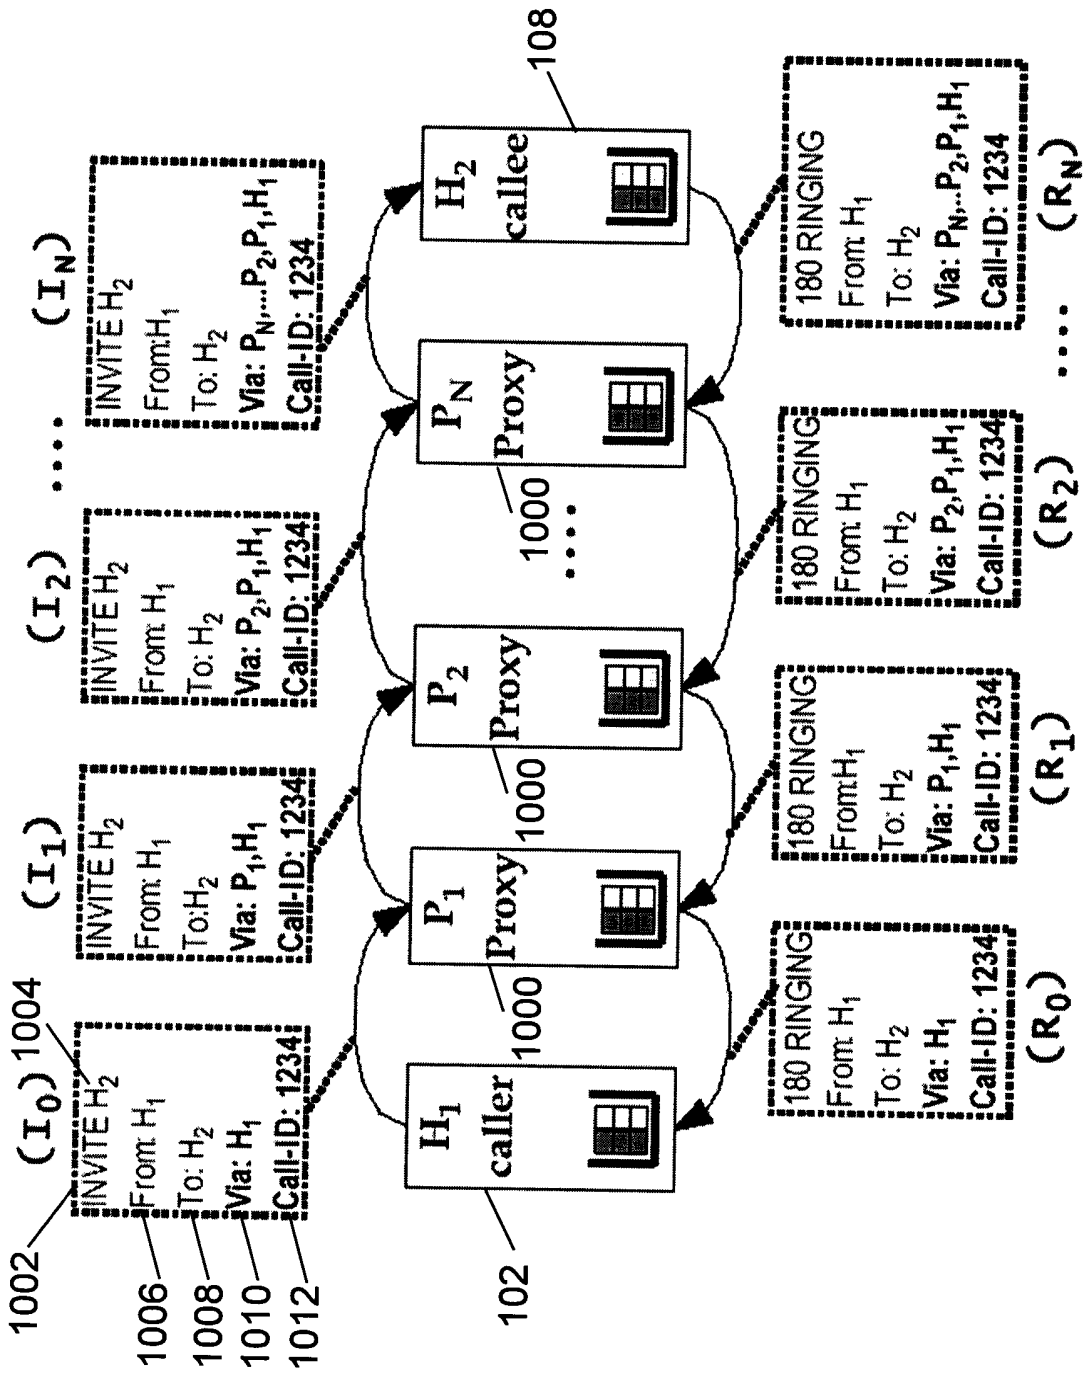 (I₀)
(I₁)
(I₂)
....
(I_N)
1002
1004
INVITE H₂
From: H₁
To: H₂
Via: H₁
Call-ID: 1234
1006
1008
1010
1012
INVITE H₂
From: H₁
To:H₂
Via: P₁,H₁
Call-ID: 1234
INVITE H₂
From: H₁
To: H₂
Via: P₂,P₁,H₁
Call-ID: 1234
INVITE H₂
From:H₁
To: H₂
Via: P_N,...P₂,P₁,H₁
Call-ID: 1234
H₁
caller
102
P₁
Proxy
1000
P₂
Proxy
1000
....
P_N
Proxy
1000
H₂
callee
108
180 RINGING
From: H₁
To: H₂
Via: H₁
Call-ID: 1234
180 RINGING
From:H₁
To: H₂
Via: P₁,H₁
Call-ID: 1234
180 RINGING
From: H₁
To: H₂
Via: P₂,P₁,H₁
Call-ID: 1234
180 RINGING
From: H₁
To: H₂
Via: P_N,...P₂,P₁,H₁
Call-ID: 1234
(R₀)
(R₁)
(R₂)
....
(R_N)